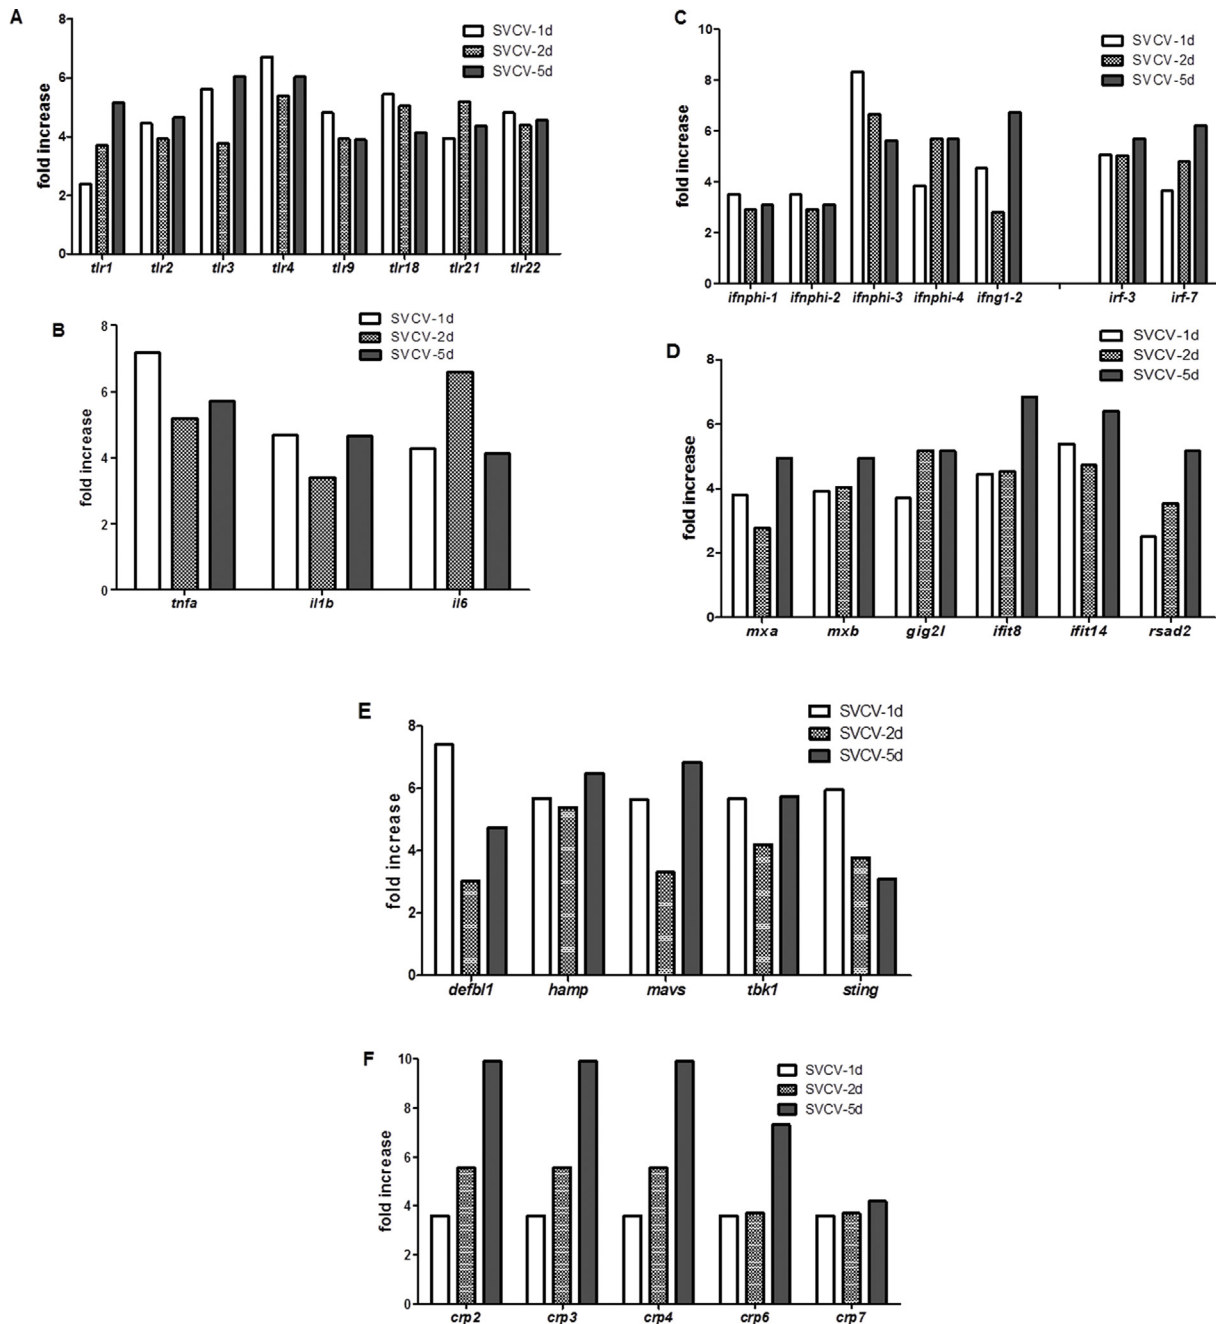 A
SVCV-1d
SVCV-2d
SVCV-5d
fold increase
8
6
4
2
0
tlr1 tlr2 tlr3 tlr4 tlr9 tlr18 tlr21 tlr22
B
SVCV-1d
SVCV-2d
SVCV-5d
fold increase
8
6
4
2
0
tnfa il1b il6
C
SVCV-1d
SVCV-2d
SVCV-5d
fold increase
10
8
6
4
2
0
ifnphi-1 ifnphi-2 ifnphi-3 ifnphi-4 ifng1-2 irf-3 irf-7
D
SVCV-1d
SVCV-2d
SVCV-5d
fold increase
8
6
4
2
0
mxa mxb gig2l ifit8 ifit14 rsad2
E
SVCV-1d
SVCV-2d
SVCV-5d
fold increase
8
6
4
2
0
defbl1 hamp mavs tbk1 sting
F
SVCV-1d
SVCV-2d
SVCV-5d
fold increase
10
8
6
4
2
0
crp2 crp3 crp4 crp6 crp7